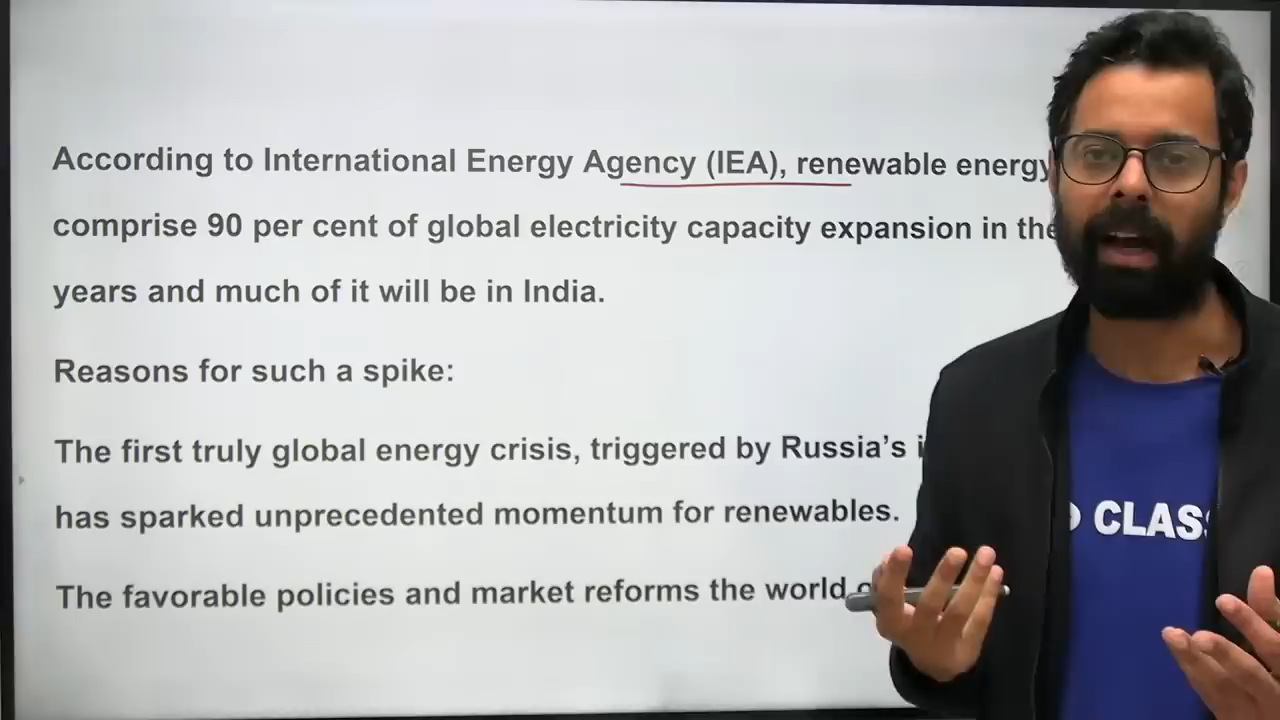 According to International Energy Agency (IEA), renewable energy
comprise 90 per cent of global electricity capacity expansion in the
years and much of it will be in India.
Reasons for such a spike:
The first truly global energy crisis, triggered by Russia's
has sparked unprecedented momentum for renewables.
The favorable policies and market reforms the world